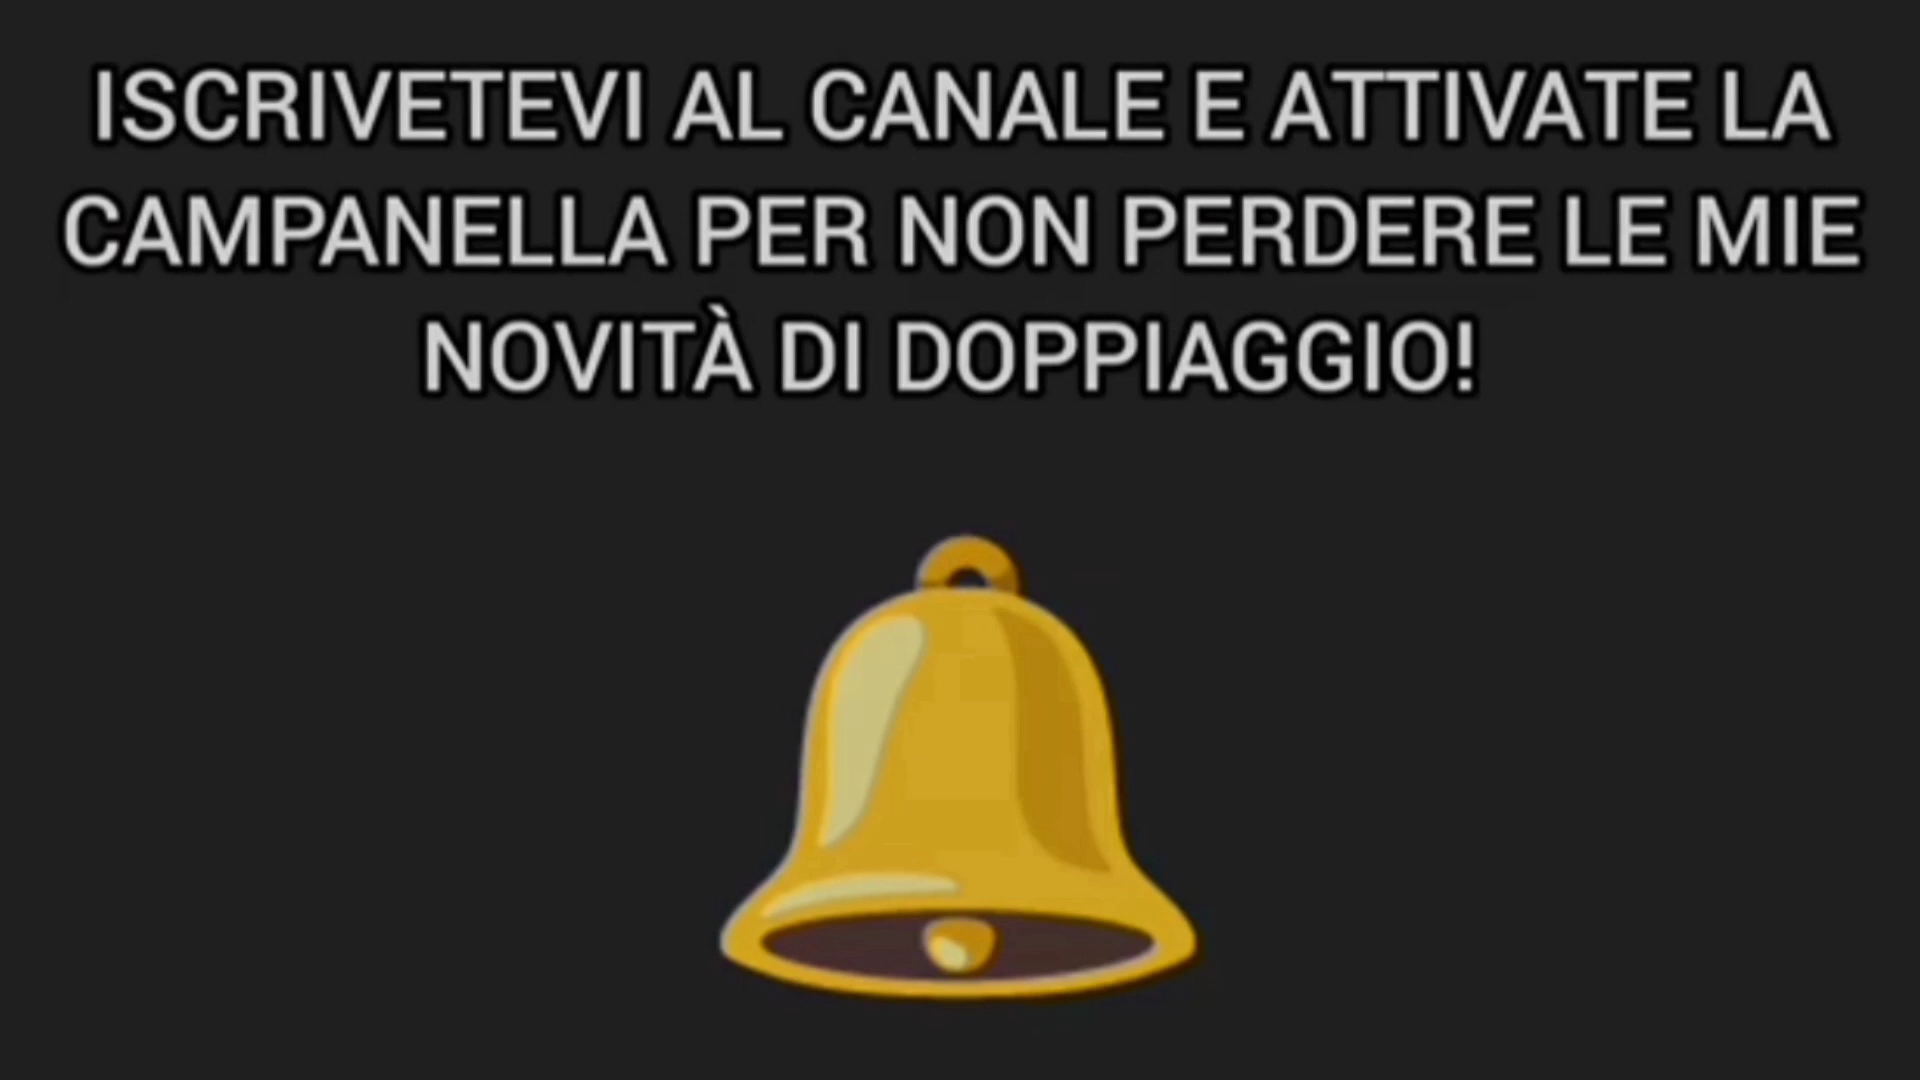 ISCRIVETEVI AL CANALE E ATTIVATE LA
CAMPANELLA PER NON PERDERE LE MIE
NOVITÀ DI DOPPIAGGIO!